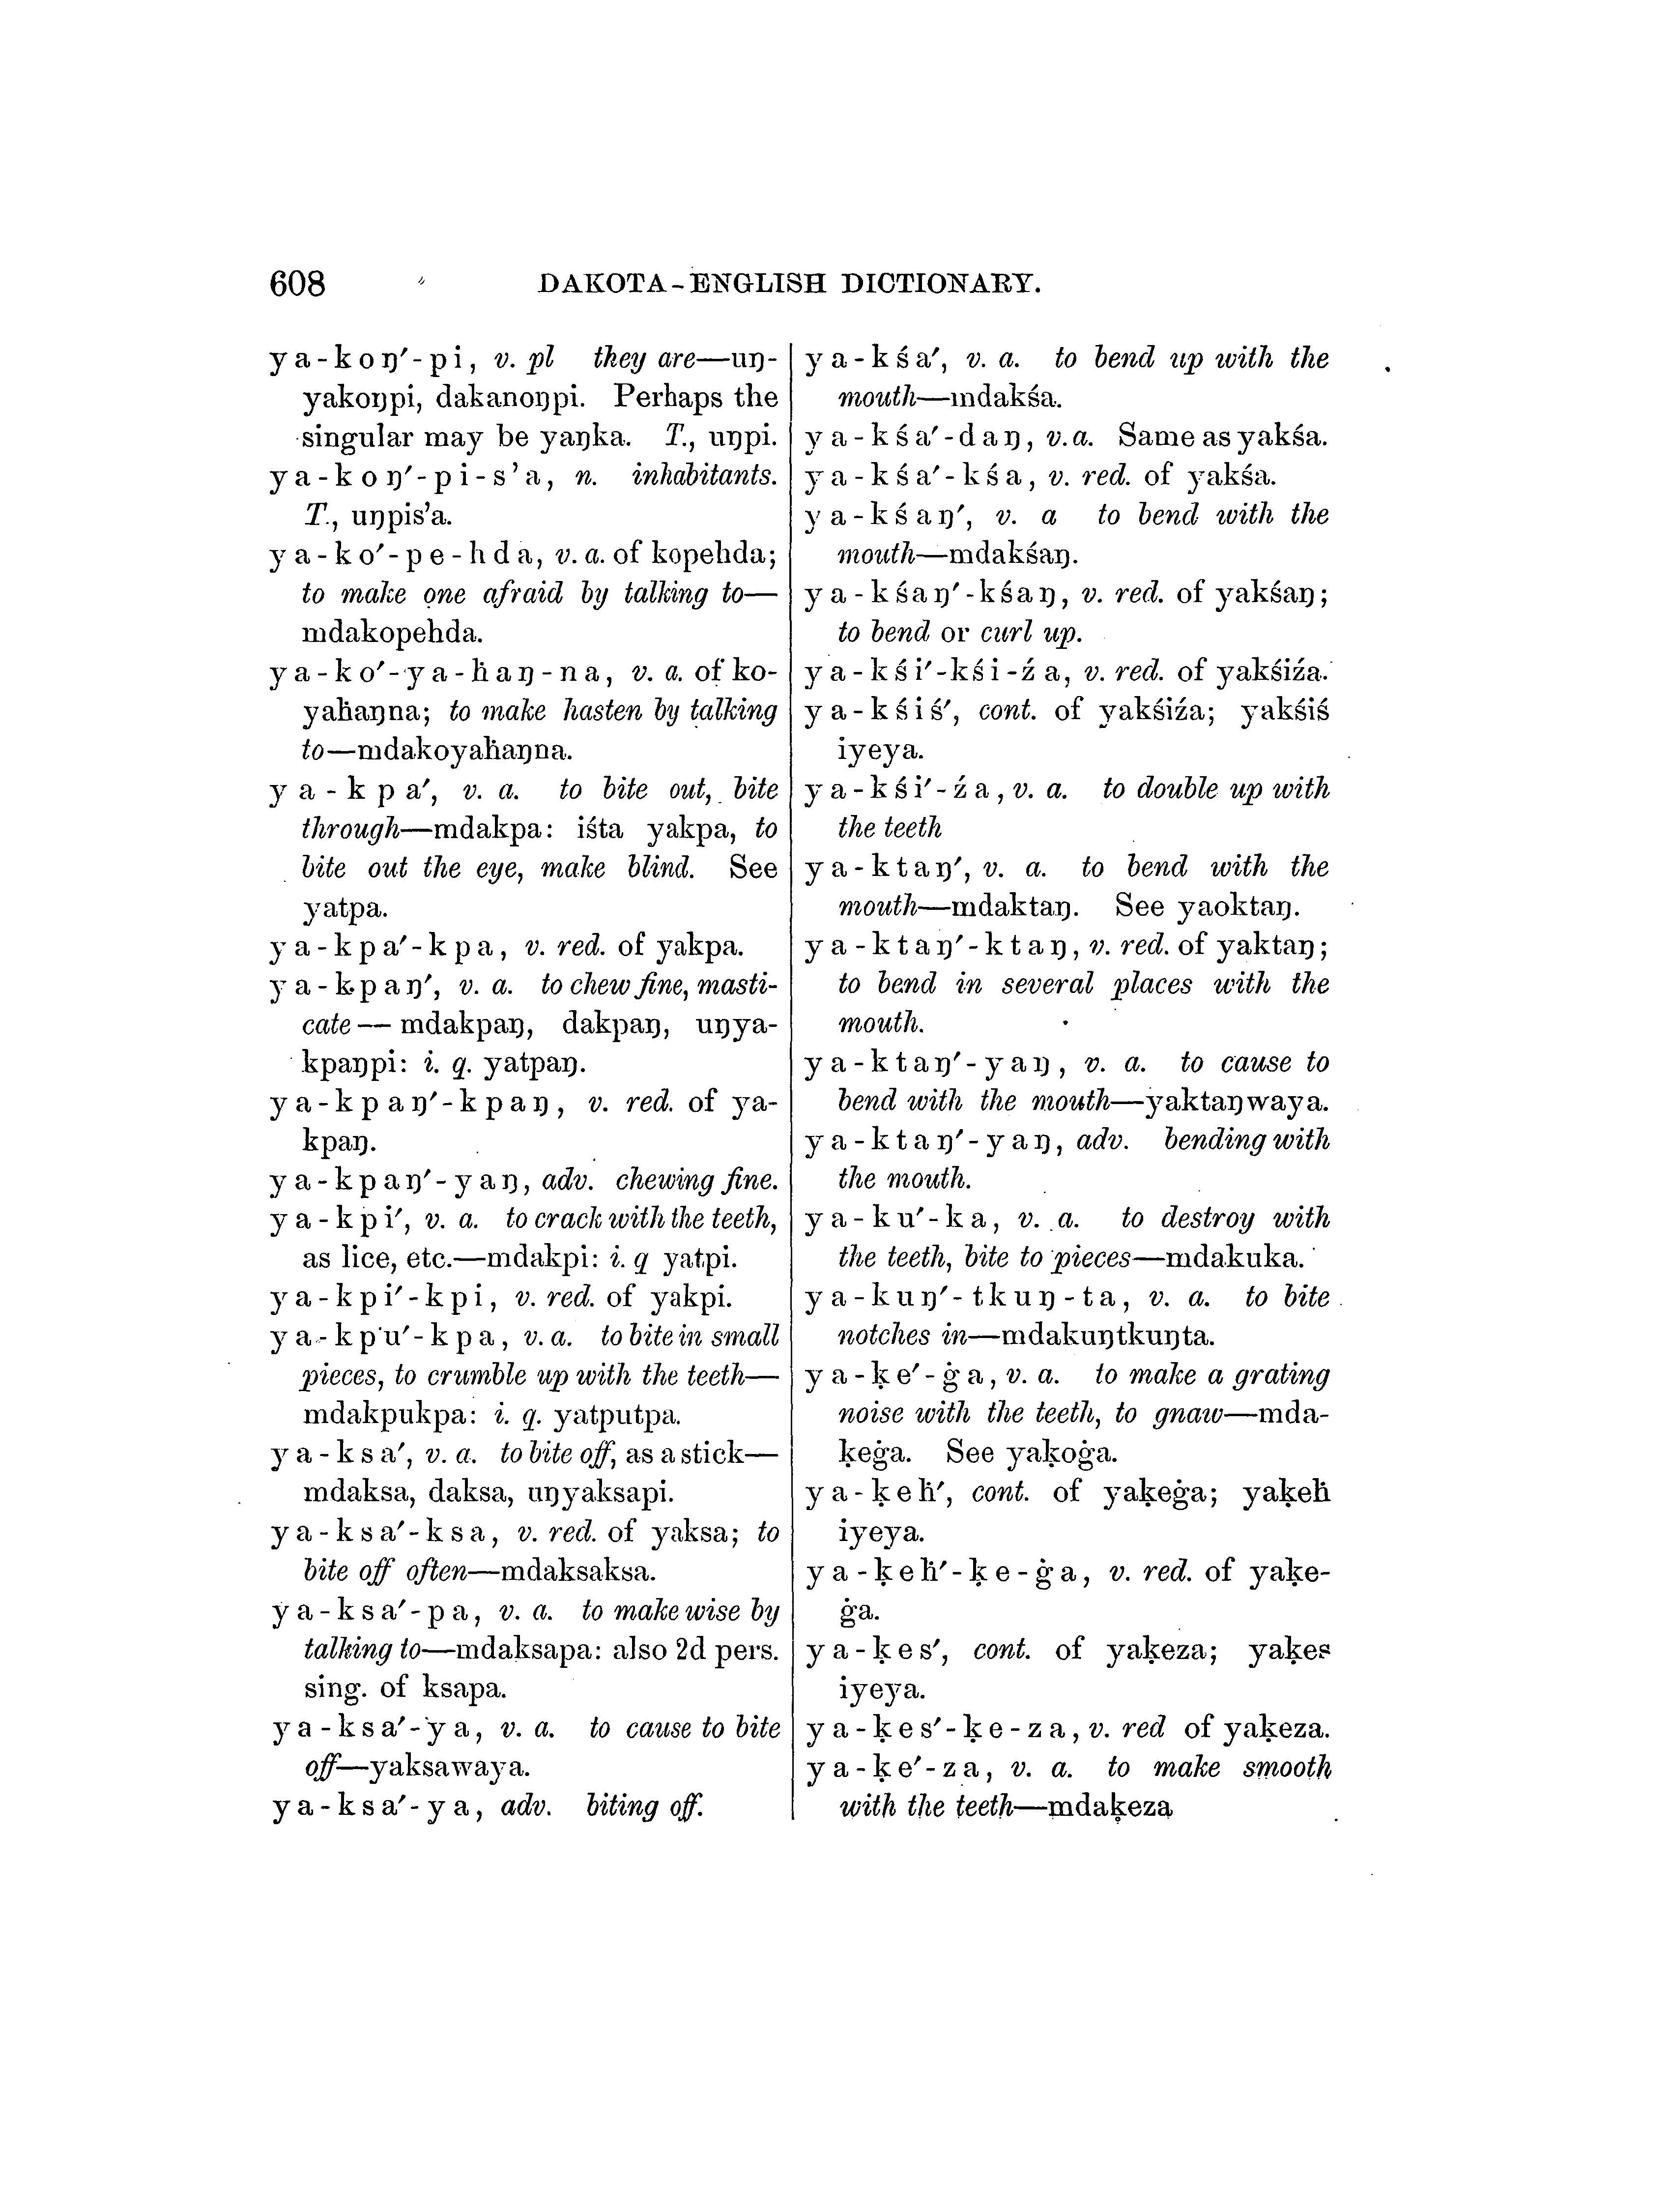 608 DAKOTA-ENGLISH DICTIONARY.
ya-koŋ′-pi, v. pl they are—uŋ-
yakoŋpi, dakanoŋpi. Perhaps the
singular may be yaŋka. T., uŋpi.
ya-koŋ′-pi-s’a, n. inhabitants.
T., uŋpis’a.
ya-ko′-pe-hda, v. a. of kopehda;
to make one afraid by talking to—
mdakopehda.
ya-ko′-ya-ḣaŋ-na, v. a. of ko-
yaḣaŋna; to make hasten by talking
to—mdakoyaḣaŋna.
ya-kpa′, v. a. to bite out, bite
through—mdakpa: iśta yakpa, to
bite out the eye, make blind. See
yatpa.
ya-kpa′-kpa, v. red. of yakpa.
ya-kpaŋ′, v. a. to chew fine, masti-
cate — mdakpaŋ, dakpaŋ, uŋya-
kpaŋpi: i. q. yatpaŋ.
ya-kpaŋ′-kpaŋ, v. red. of ya-
kpaŋ.
ya-kpaŋ′-yaŋ, adv. chewing fine.
ya-kpi′, v. a. to crack with the teeth,
as lice, etc.—mdakpi: i. q yatpi.
ya-kpi′-kpi, v. red. of yakpi.
ya-kpu′-kpa, v. a. to bite in small
pieces, to crumble up with the teeth—
mdakpukpa: i. q. yatputpa.
ya-ksa′, v. a. to bite off, as a stick—
mdaksa, daksa, uŋyaksapi.
ya-ksa′-ksa, v. red. of yaksa; to
bite off often—mdaksaksa.
ya-ksa′-pa, v. a. to make wise by
talking to—mdaksapa: also 2d pers.
sing. of ksapa.
ya-ksa′-ya, v. a. to cause to bite
off—yaksawaya.
ya-ksa′-ya, adv. biting off.
ya-kśa′, v. a. to bend up with the
mouth—mdakśa.
ya-kśa′-daŋ, v. a. Same as yakśa.
ya-kśa′-kśa, v. red. of yakśa.
ya-kśaŋ′, v. a to bend with the
mouth—mdakśaŋ.
ya-kśaŋ′-kśaŋ, v. red. of yakśaŋ;
to bend or curl up.
ya-kśi′-kśi-źa, v. red. of yakśiźa.
ya-kśiś′, cont. of yakśiźa; yakśiś
iyeya.
ya-kśi′-źa, v. a. to double up with
the teeth
ya-ktaŋ′, v. a. to bend with the
mouth—mdaktaŋ. See yaoktaŋ.
ya-ktaŋ′-ktaŋ, v. red. of yaktaŋ;
to bend in several places with the
mouth.
ya-ktaŋ′-yaŋ, v. a. to cause to
bend with the mouth—yaktaŋwaya.
ya-ktaŋ′-yaŋ, adv. bending with
the mouth.
ya-ku′-ka, v. a. to destroy with
the teeth, bite to pieces—mdakuka.
ya-kuŋ′-tkuŋ-ta, v. a. to bite
notches in—mdakuŋtkuŋta.
ya-ḳe′-ġa, v. a. to make a grating
noise with the teeth, to gnaw—mda-
ḳeġa. See yaḳoġa.
ya-ḳeḣ′, cont. of yaḳeġa; yaḳeḣ
iyeya.
ya-ḳeḣ′-ḳe-ġa, v. red. of yaḳe-
ġa.
ya-ḳes′, cont. of yaḳeza; yaḳes
iyeya.
ya-ḳes′-ḳe-za, v. red of yaḳeza.
ya-ḳe′-za, v. a. to make smooth
with the teeth—mdaḳeza